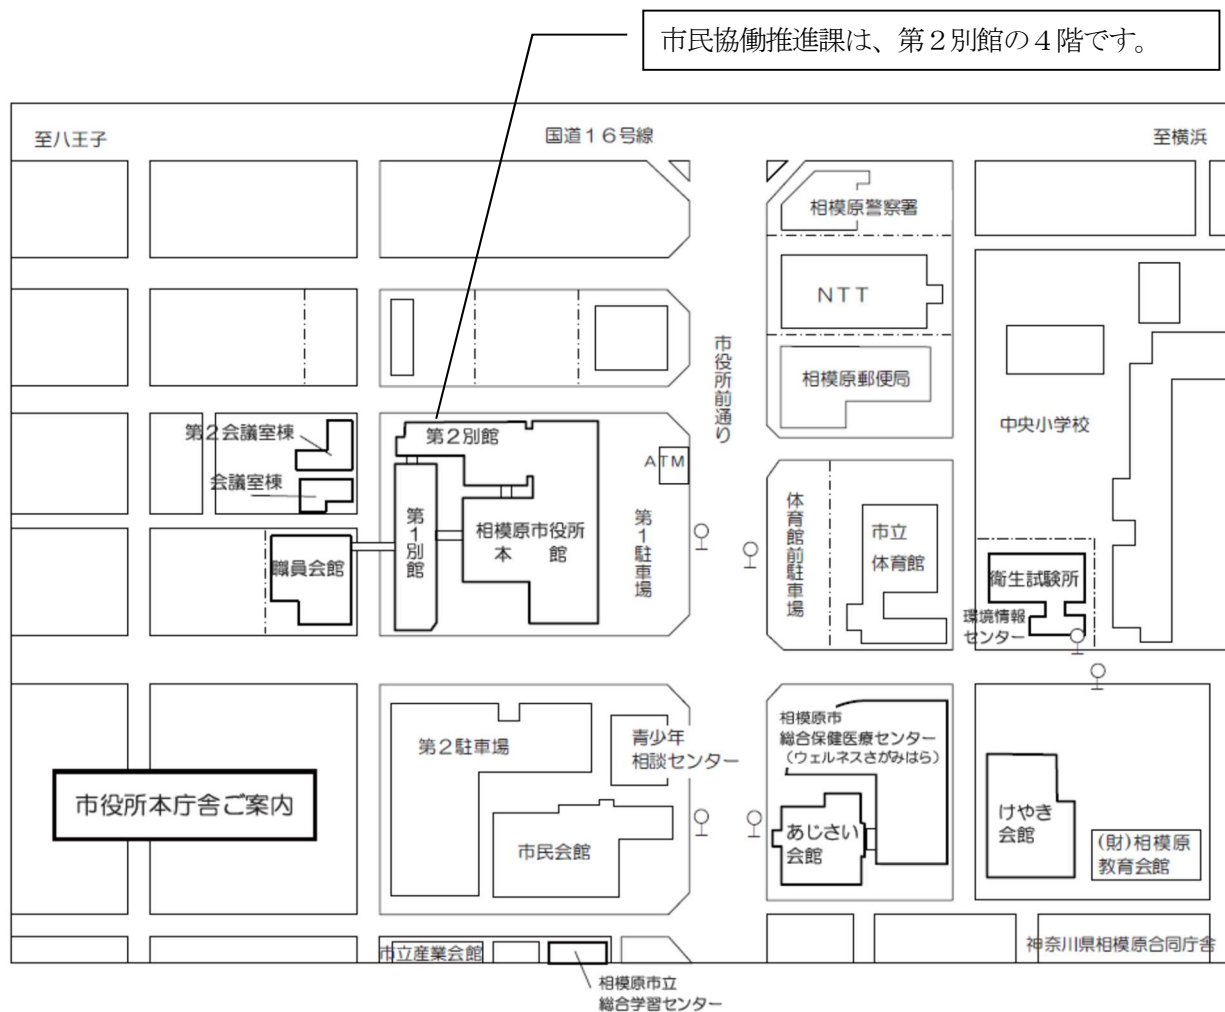 市民協働推進課は、第２別館の４階です。
至八王子
国道１６号線
至横浜
相模原警察署
ＮＴＴ
市役所前通り
相模原郵便局
中央小学校
第２会議室棟
会議室棟
第２別館
ＡＴＭ
第１別館
相模原市役所
本　館
第１駐車場
体育館前駐車場
市立
体育館
職員会館
衛生試験所
環境情報
センター
第２駐車場
青少年
相談センター
相模原市
総合保健医療センター
（ウェルネスさがみはら）
市役所本庁舎ご案内
市民会館
あじさい
会館
けやき
会館
(財)相模原
教育会館
市立産業会館
神奈川県相模原合同庁舎
相模原市立
総合学習センター